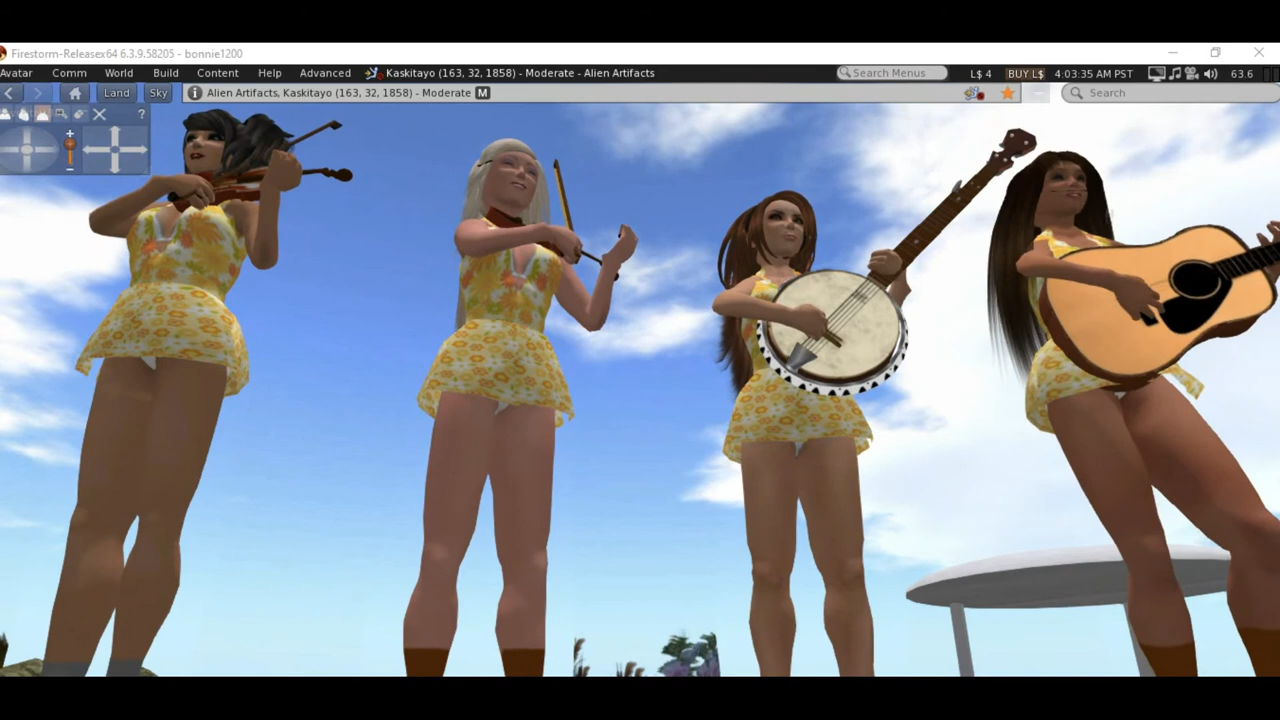 Firestorm-Releasex64 6.3.9.58205 - bonnie1200
Avatar Comm World Build Content Help Advanced Kaskitayo (163, 32, 1858) - Moderate - Alien Artifacts Search Menus L$ 4 BUY L$ 4:03:35 AM PST 63.6
Land Sky Alien Artifacts, Kaskitayo (163, 32, 1858) - Moderate M Search
?